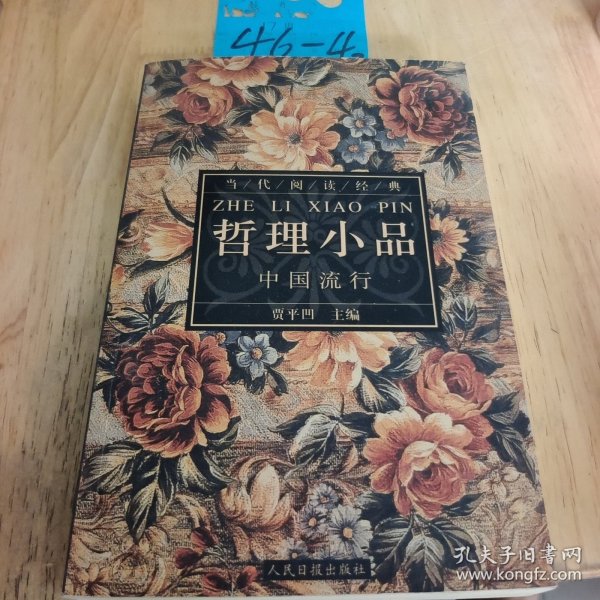 46-4
当/代/阅/读/经/典
ZHE LI XIAO PIN
哲理小品
中国流行
贾平凹 主编
人民日报出版社
孔夫子旧书网
www.kongfz.com